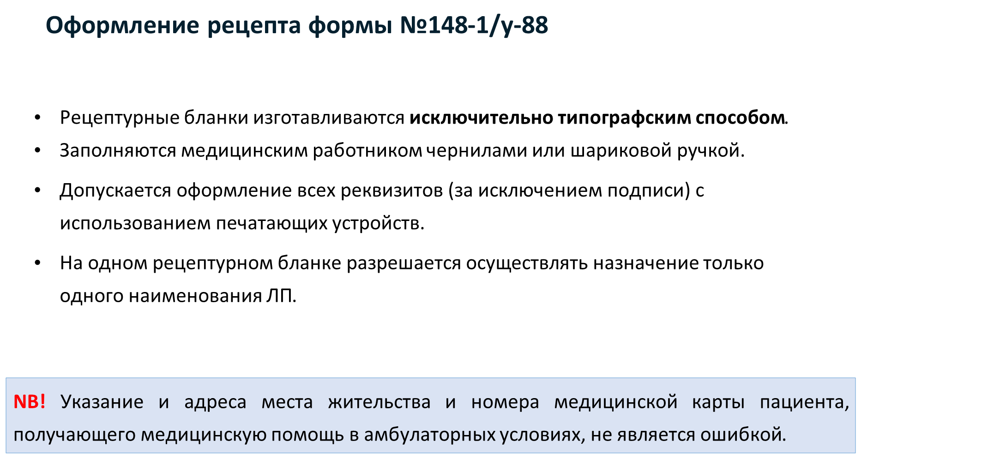 Оформление рецепта формы №148-1/у-88
• Рецептурные бланки изготавливаются исключительно типографским способом.
• Заполняются медицинским работником чернилами или шариковой ручкой.
• Допускается оформление всех реквизитов (за исключением подписи) с
использованием печатающих устройств.
• На одном рецептурном бланке разрешается осуществлять назначение только
одного наименования ЛП.
NB! Указание и адреса места жительства и номера медицинской карты пациента,
получающего медицинскую помощь в амбулаторных условиях, не является ошибкой.